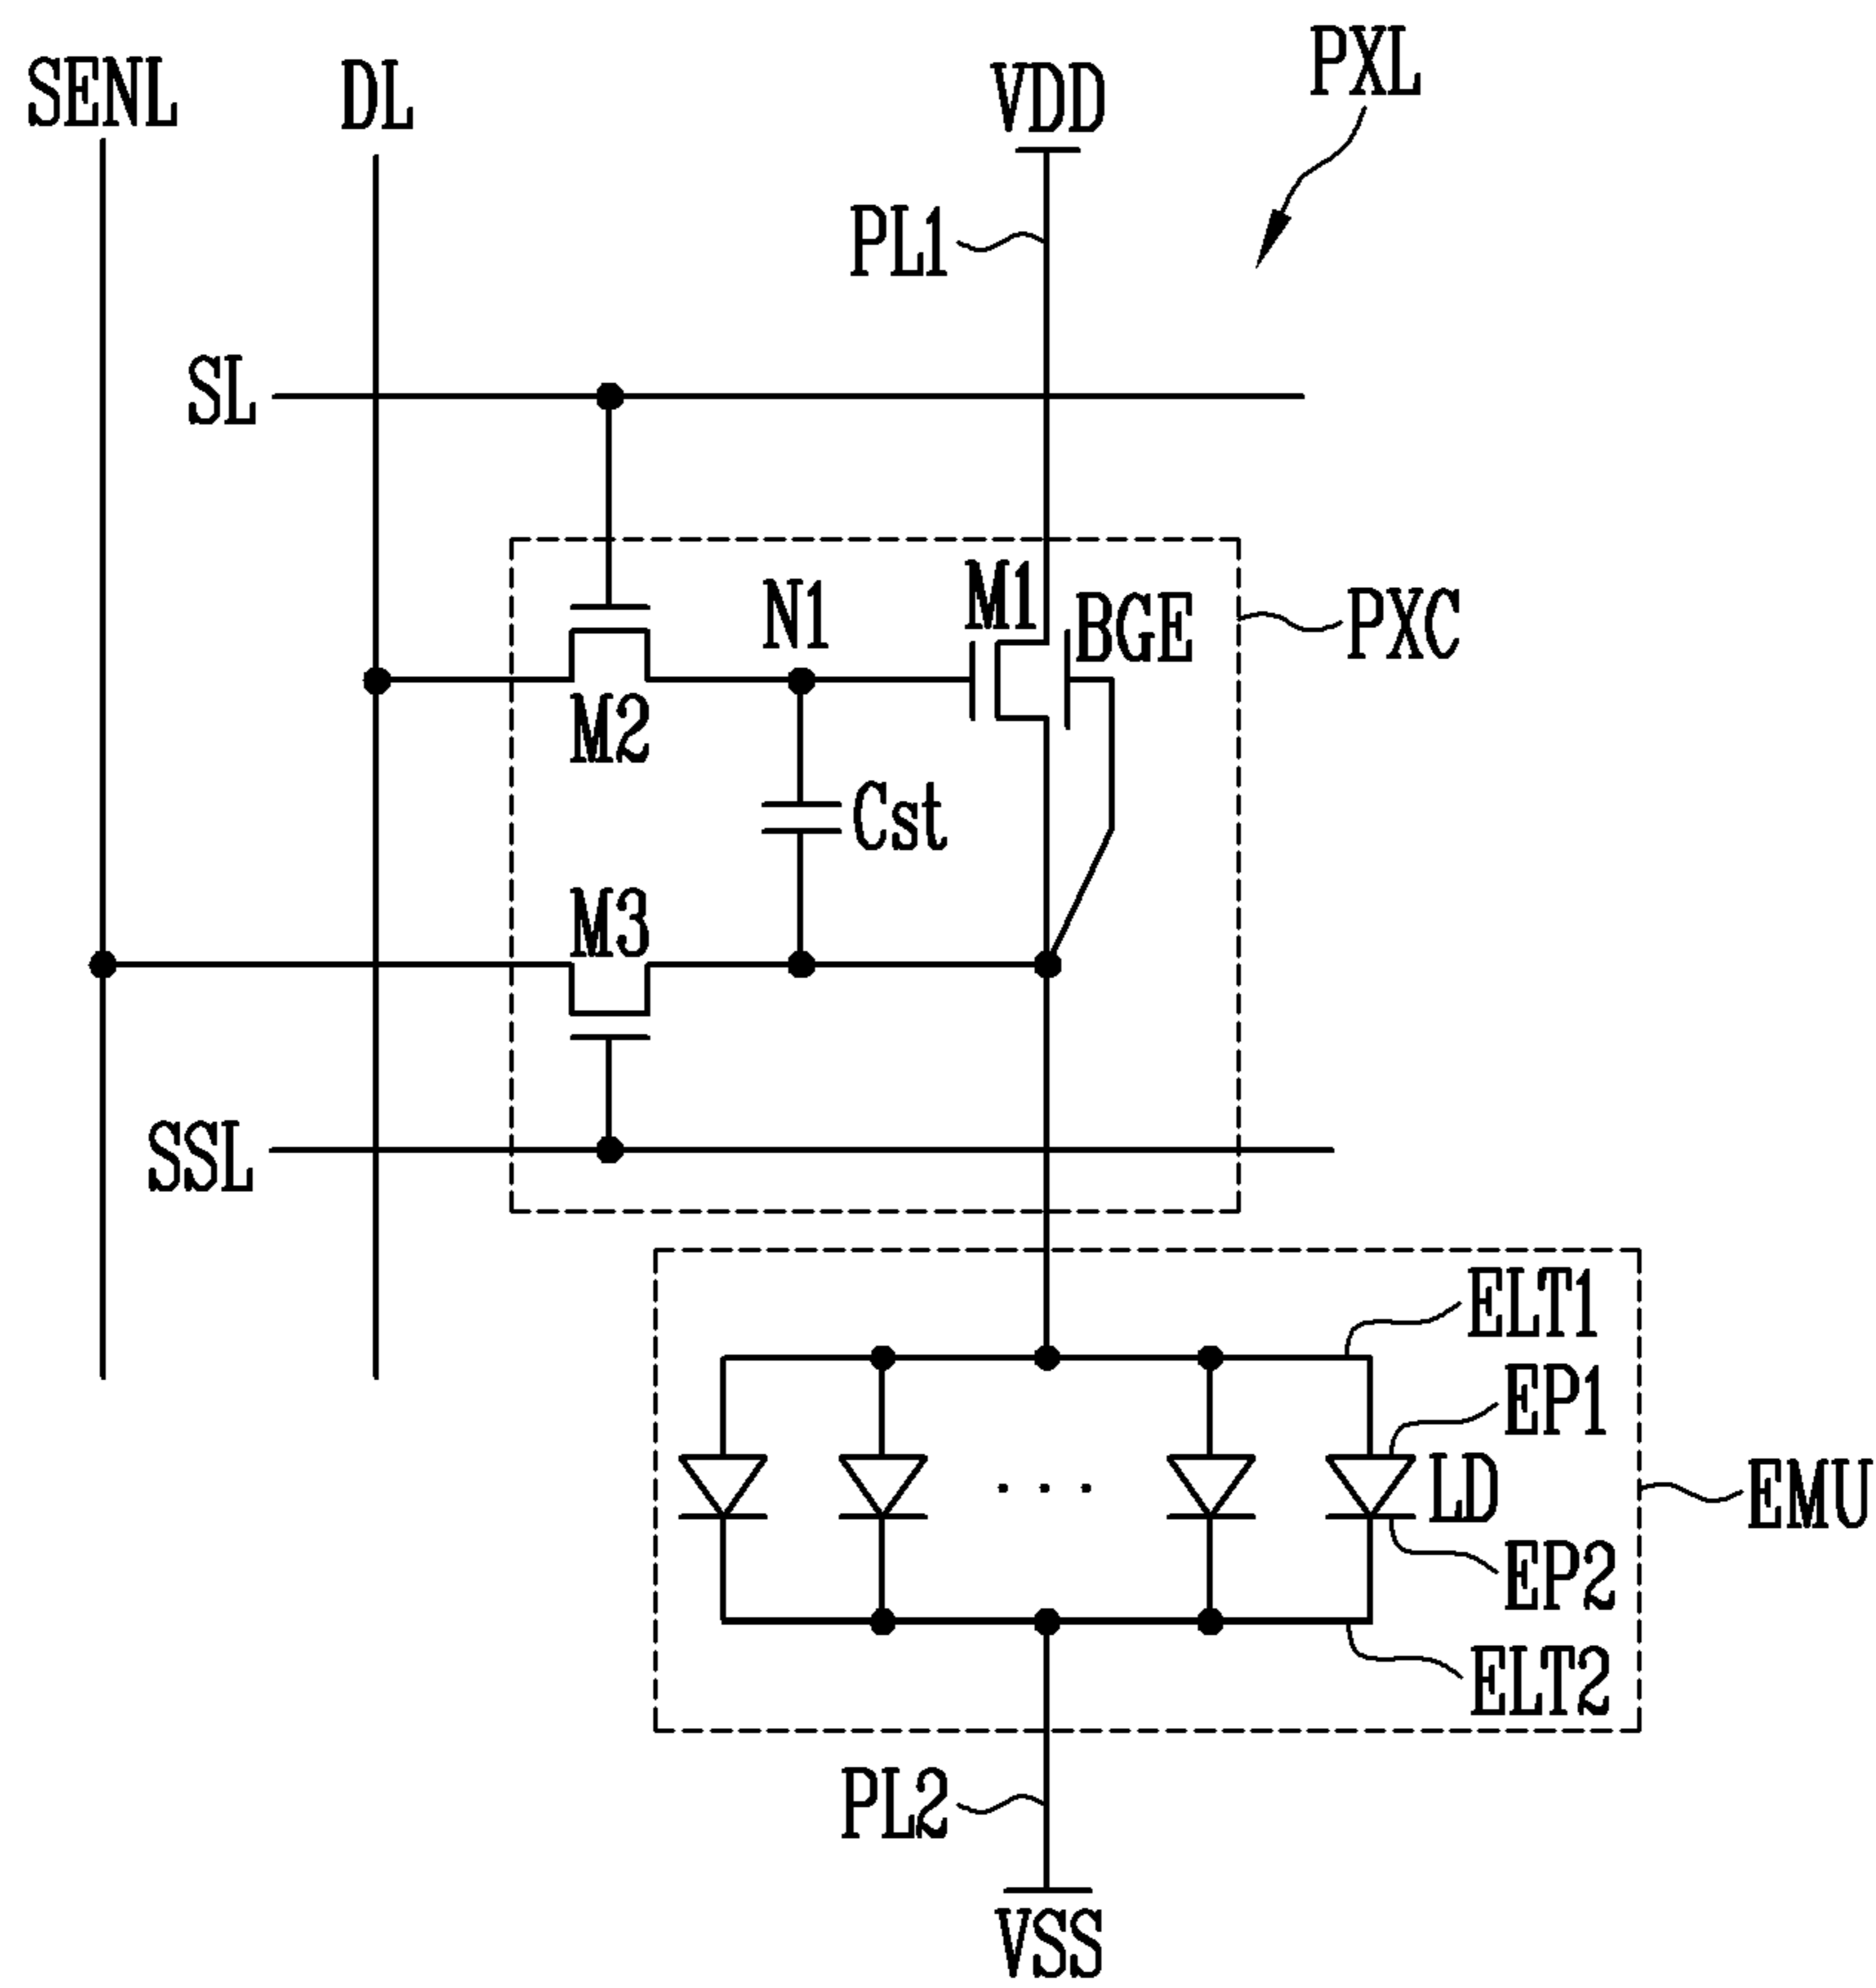 PXL
SENL
DL
VDD
PL1
SL
M1
N1
BGE
PXC
M2
Cst
M3
SSL
ELT1
EP1
LD
EMU
EP2
ELT2
PL2
VSS